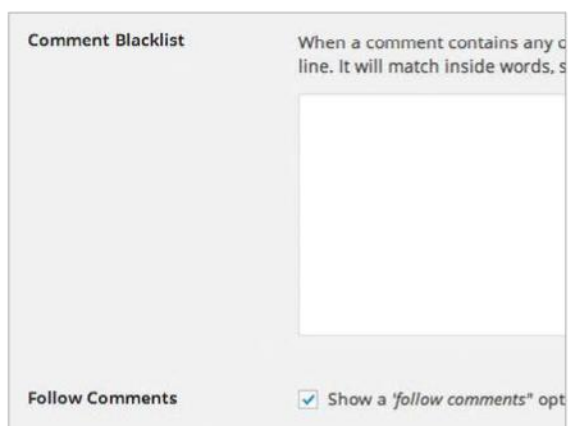 Comment Blacklist
When a comment contains any
line. It will match inside words,
Follow Comments
Show a 'follow comments"